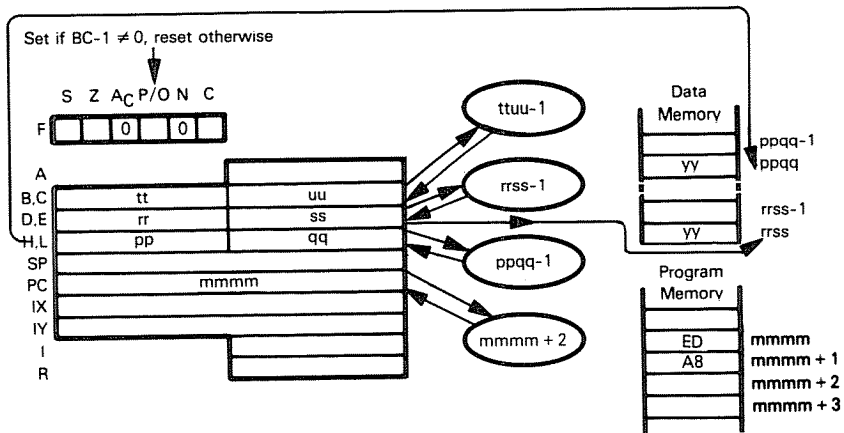 Set if BC-1 ≠ 0, reset otherwise
S Z AC P/O N C
F 0 0
A
B,C tt uu
D,E rr ss
H,L pp qq
SP
PC mmmm
IX
IY
I
R
ttuu-1
rrss-1
ppqq-1
mmmm + 2
Data
Memory
ppqq-1
yy ppqq
rrss-1
yy rrss
Program
Memory
ED mmmm
A8 mmmm + 1
mmmm + 2
mmmm + 3